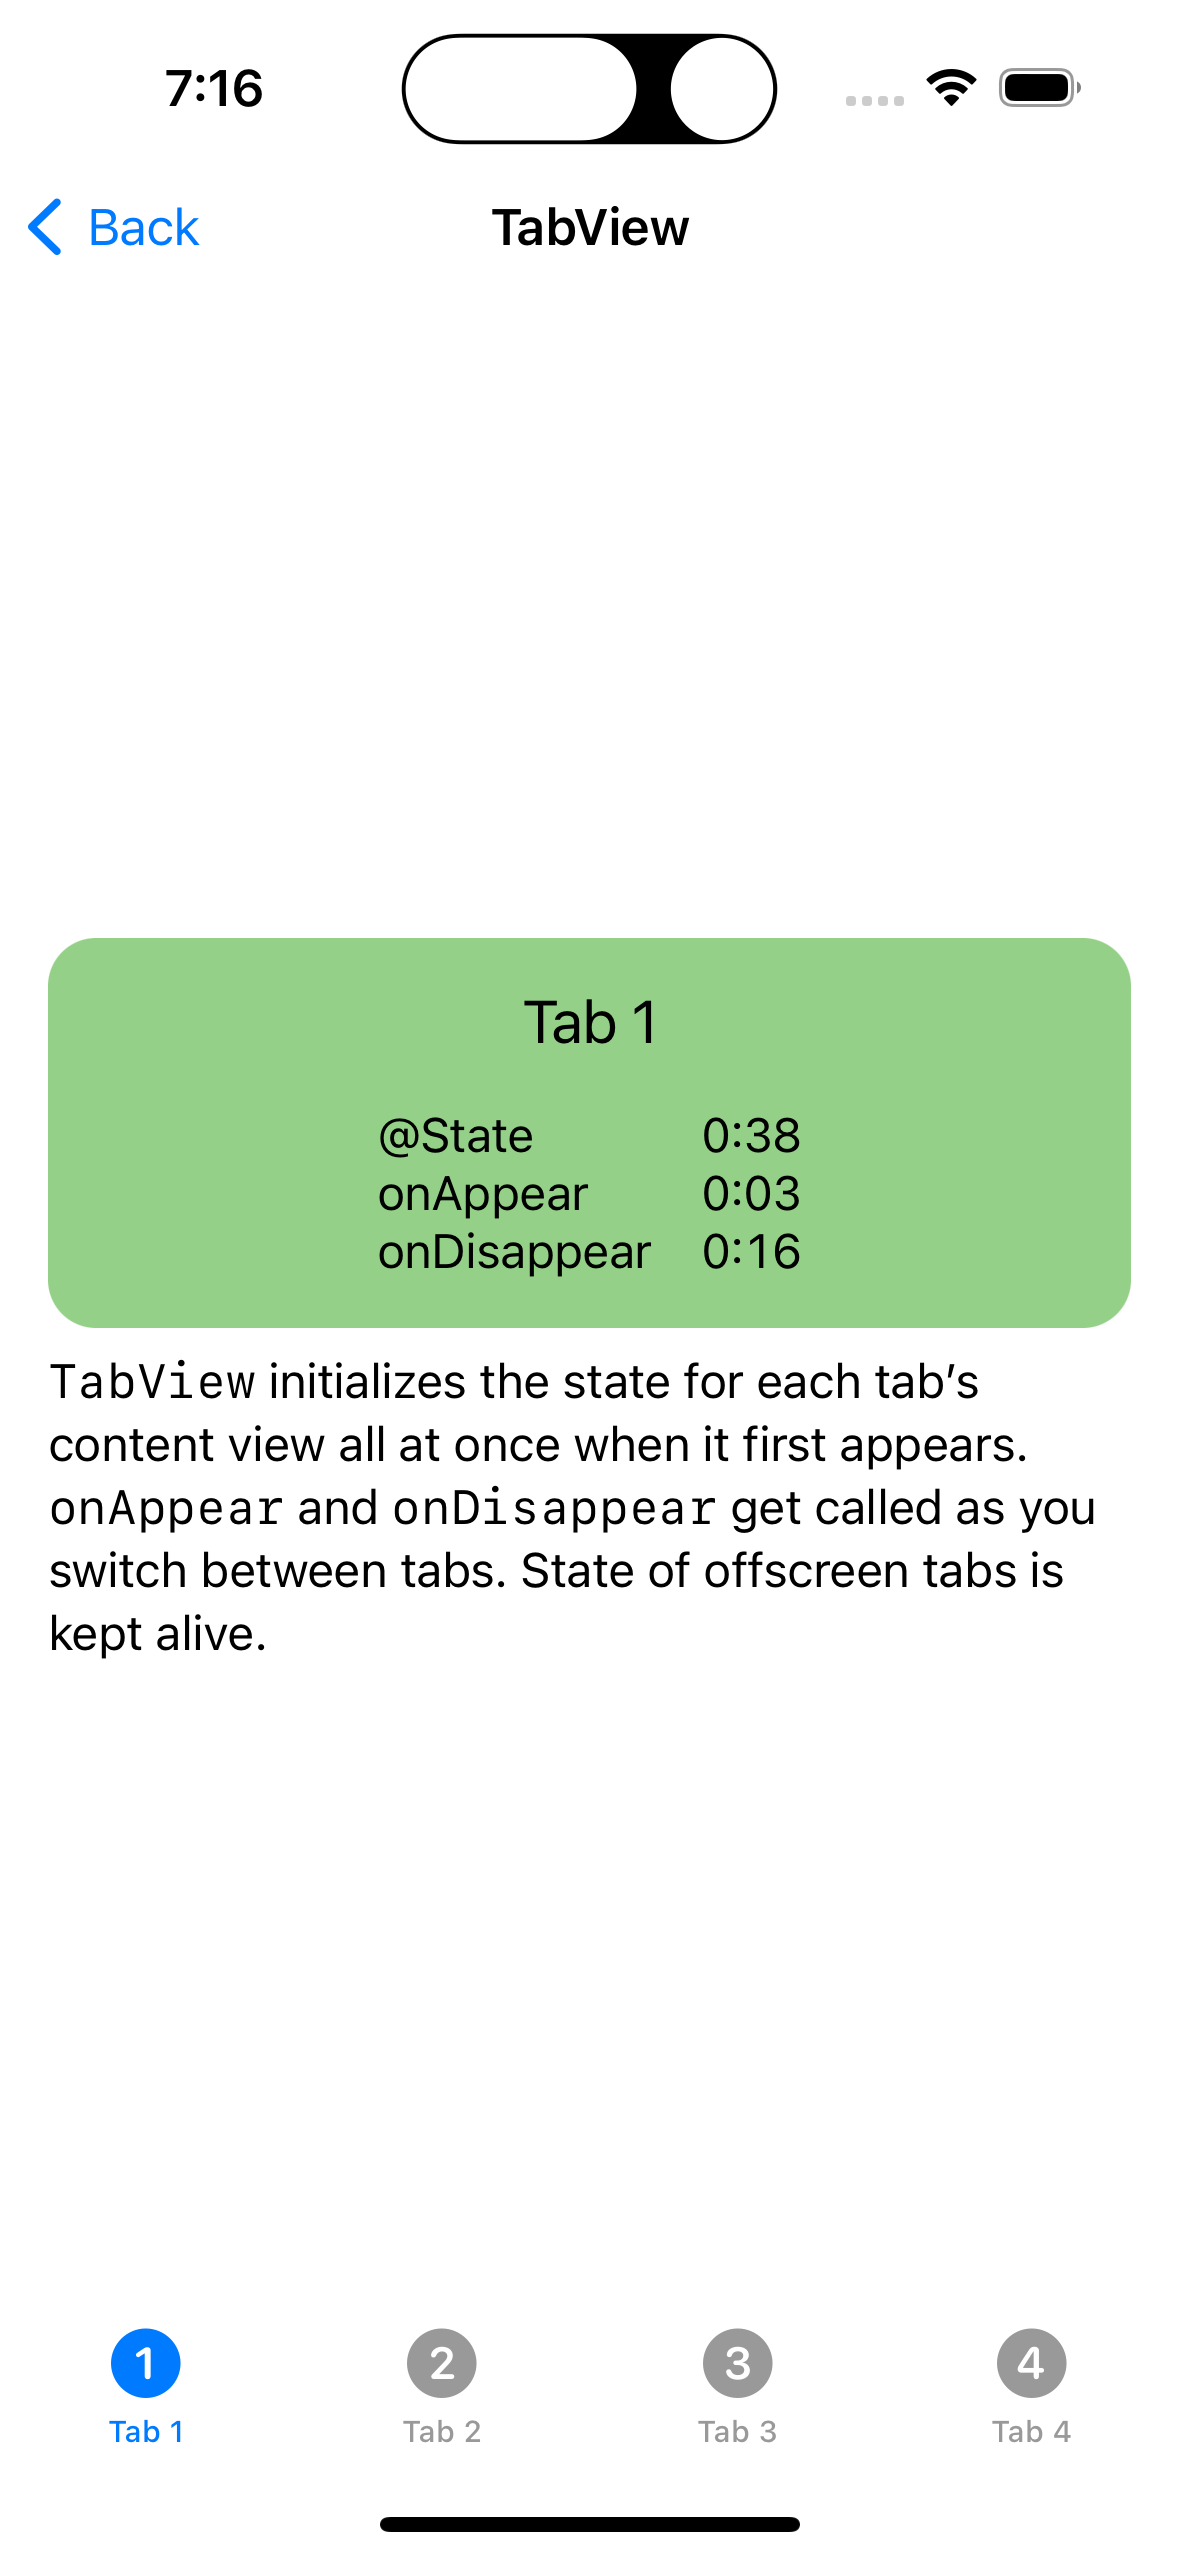 7:16
Back
TabView
Tab 1
@State 0:38
onAppear 0:03
onDisappear 0:16
TabView initializes the state for each tab’s
content view all at once when it first appears.
onAppear and onDisappear get called as you
switch between tabs. State of offscreen tabs is
kept alive.
1 2 3 4
Tab 1 Tab 2 Tab 3 Tab 4